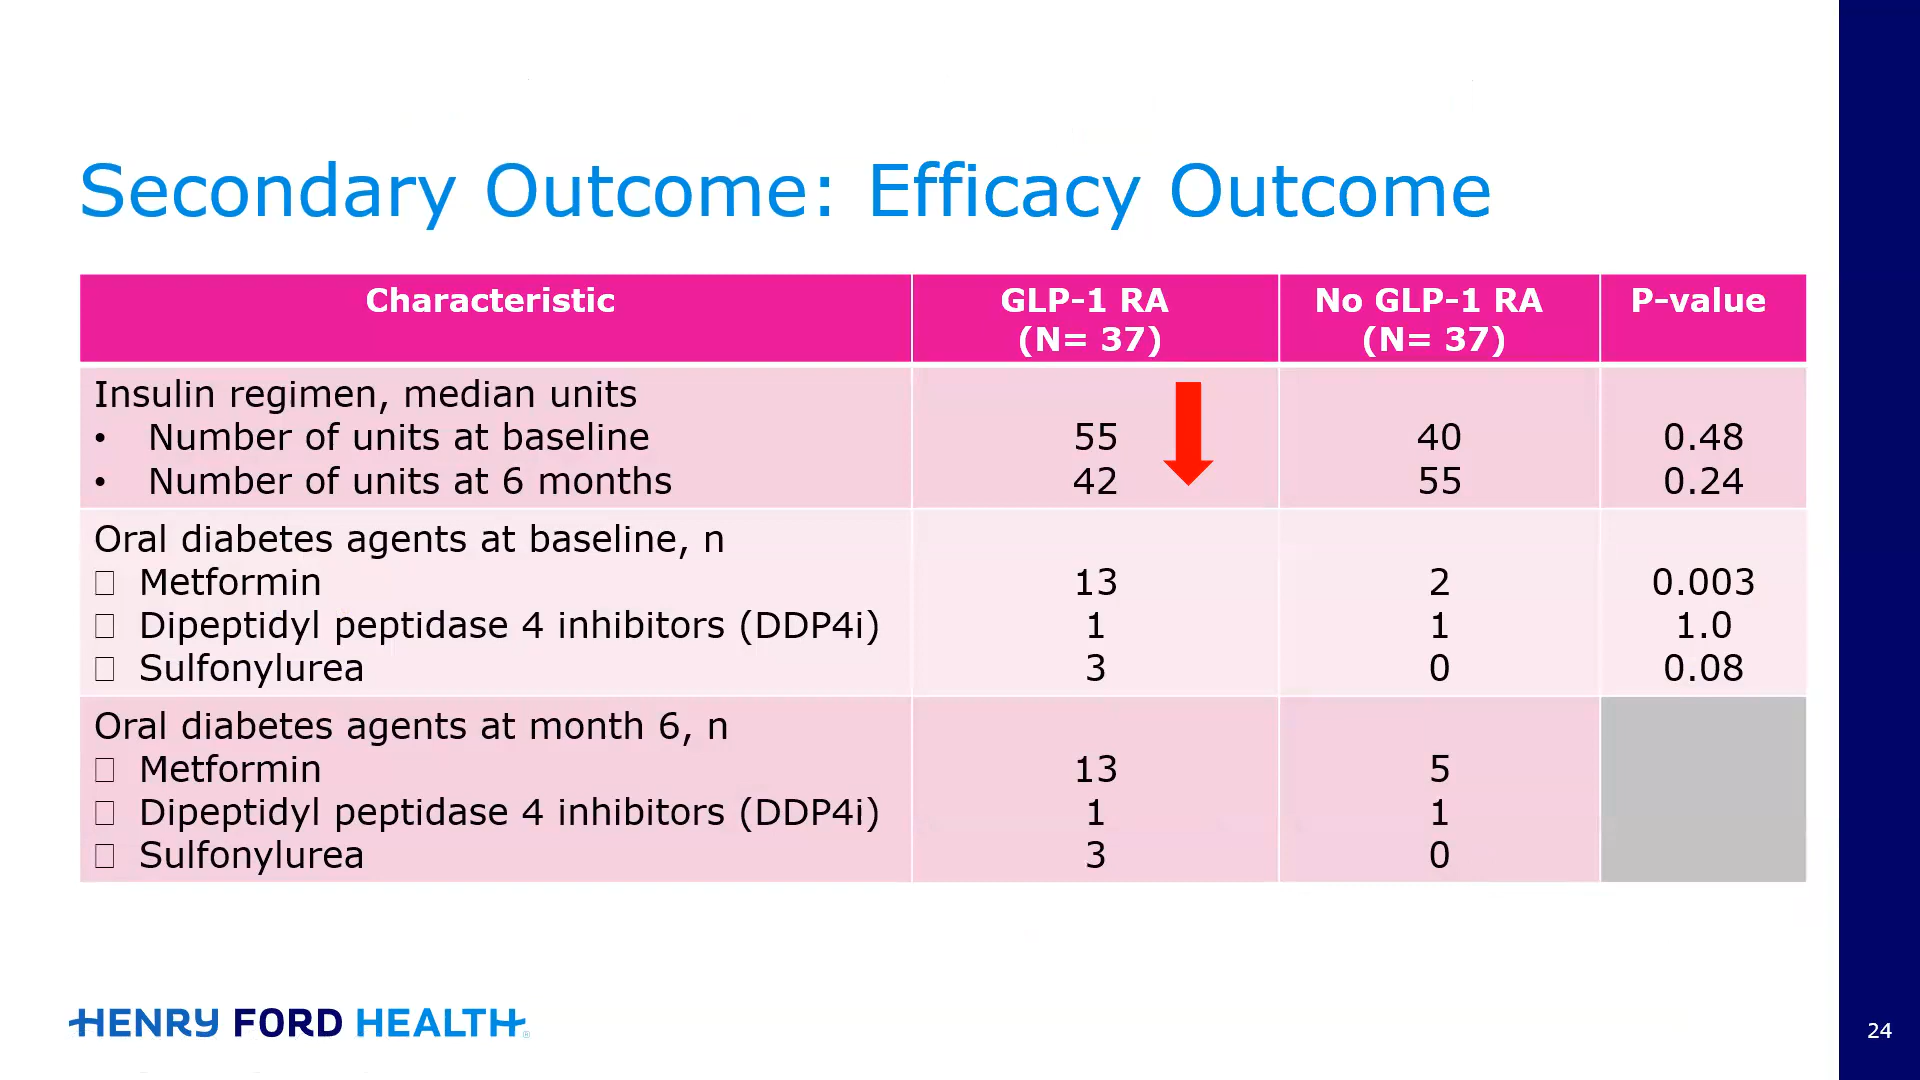 Secondary Outcome: Efficacy Outcome
Characteristic GLP-1 RA (N= 37) No GLP-1 RA (N= 37) P-value
Insulin regimen, median units
• Number of units at baseline 55 40 0.48
• Number of units at 6 months 42 55 0.24
Oral diabetes agents at baseline, n
Metformin 13 2 0.003
Dipeptidyl peptidase 4 inhibitors (DDP4i) 1 1 1.0
Sulfonylurea 3 0 0.08
Oral diabetes agents at month 6, n
Metformin 13 5
Dipeptidyl peptidase 4 inhibitors (DDP4i) 1 1
Sulfonylurea 3 0
HENRY FORD HEALTH®
24